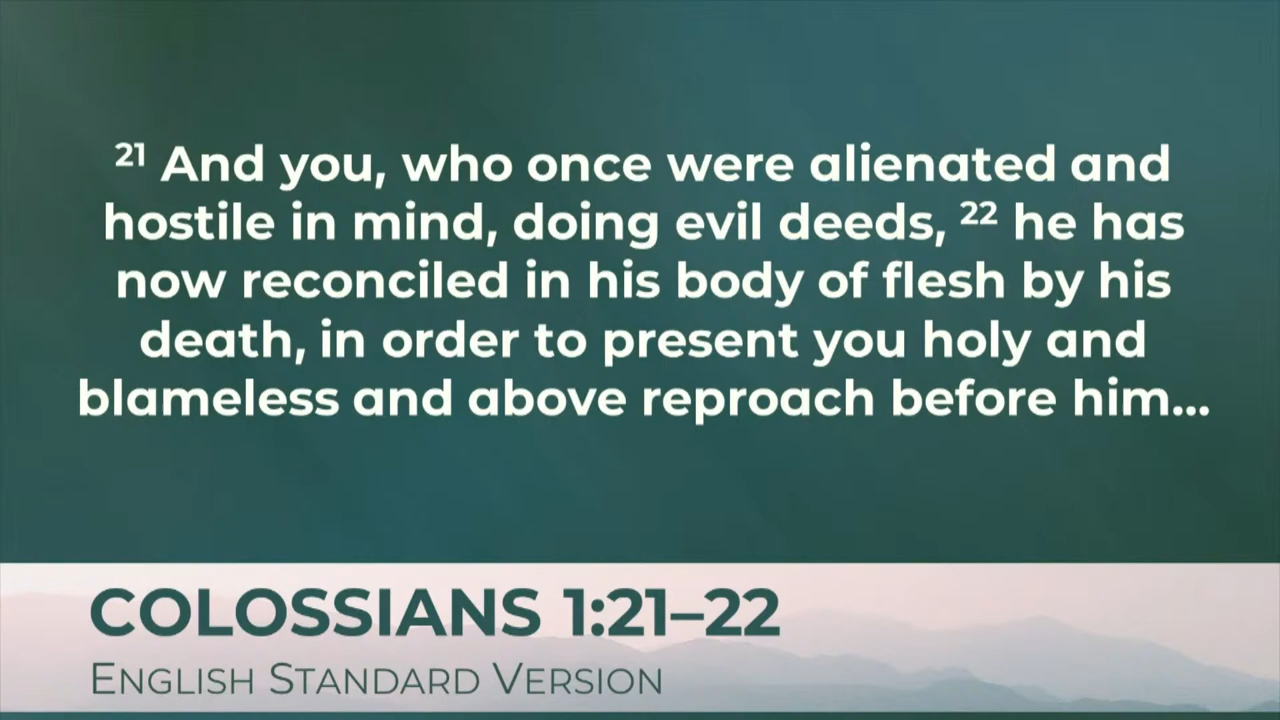 ²¹ And you, who once were alienated and
hostile in mind, doing evil deeds, ²² he has
now reconciled in his body of flesh by his
death, in order to present you holy and
blameless and above reproach before him...
COLOSSIANS 1:21–22
ENGLISH STANDARD VERSION